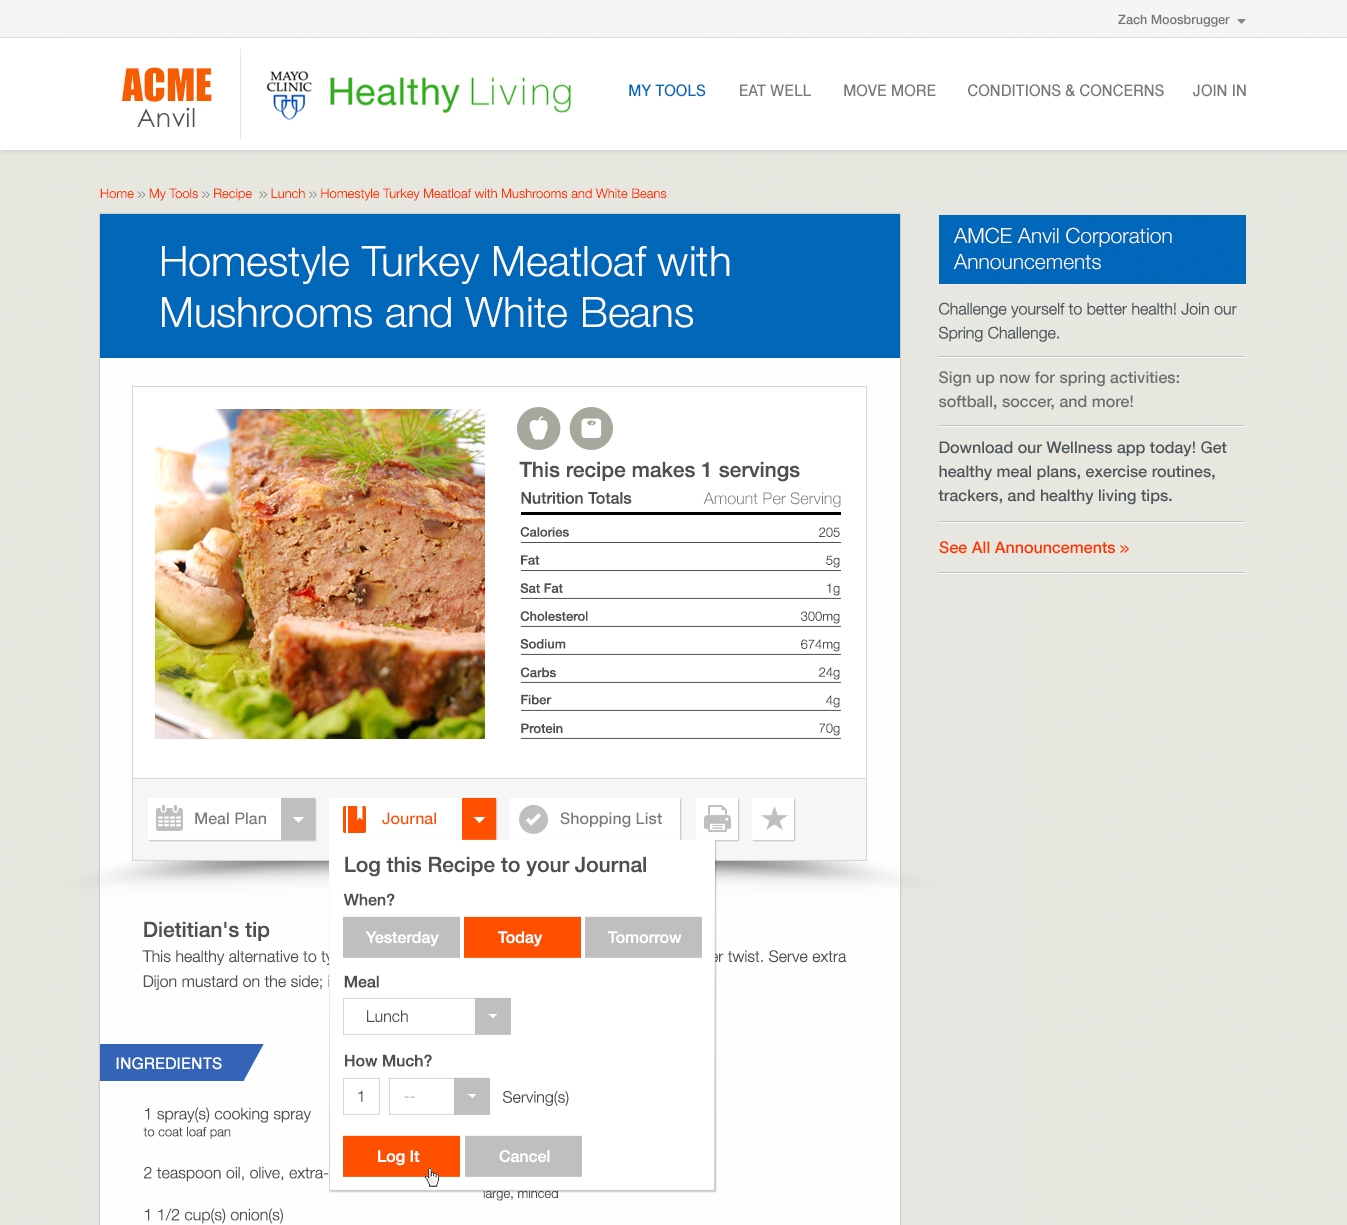 Zach Moosbrugger
ACME
Anvil
MAYO
CLINIC
Healthy Living
MY TOOLS
EAT WELL
MOVE MORE
CONDITIONS & CONCERNS
JOIN IN
Home » My Tools » Recipe » Lunch » Homestyle Turkey Meatloaf with Mushrooms and White Beans
Homestyle Turkey Meatloaf with
Mushrooms and White Beans
This recipe makes 1 servings
Nutrition Totals Amount Per Serving
Calories 205
Fat 5g
Sat Fat 1g
Cholesterol 300mg
Sodium 674mg
Carbs 24g
Fiber 4g
Protein 70g
Meal Plan
Journal
Shopping List
Log this Recipe to your Journal
When?
Yesterday
Today
Tomorrow
Meal
Lunch
How Much?
1
--
Serving(s)
Log It
Cancel
Dietitian's tip
This healthy alternative to ty
er twist. Serve extra
Dijon mustard on the side; i
INGREDIENTS
1 spray(s) cooking spray
to coat loaf pan
2 teaspoon oil, olive, extra-
large, minced
1 1/2 cup(s) onion(s)
AMCE Anvil Corporation
Announcements
Challenge yourself to better health! Join our
Spring Challenge.
Sign up now for spring activities:
softball, soccer, and more!
Download our Wellness app today! Get
healthy meal plans, exercise routines,
trackers, and healthy living tips.
See All Announcements »